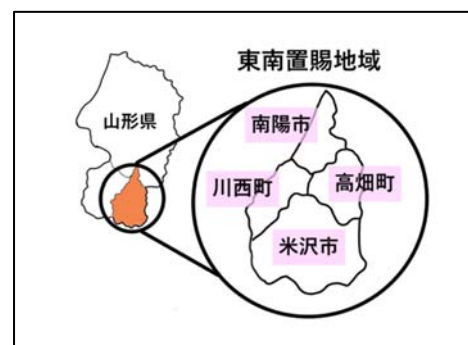 東南置賜地域
山形県
南陽市
川西町
高畑町
米沢市